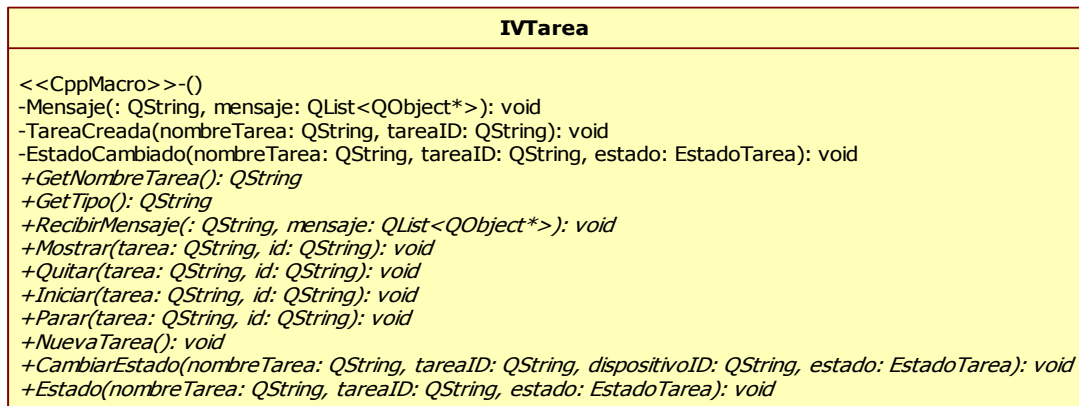 IVTarea
<<CppMacro>>-()
-Mensaje(: QString, mensaje: QList<QObject*>): void
-TareaCreada(nombreTarea: QString, tareaID: QString): void
-EstadoCambiado(nombreTarea: QString, tareaID: QString, estado: EstadoTarea): void
+GetNombreTarea(): QString
+GetTipo(): QString
+RecibirMensaje(: QString, mensaje: QList<QObject*>): void
+Mostrar(tarea: QString, id: QString): void
+Quitar(tarea: QString, id: QString): void
+Iniciar(tarea: QString, id: QString): void
+Parar(tarea: QString, id: QString): void
+NuevaTarea(): void
+CambiarEstado(nombreTarea: QString, tareaID: QString, dispositivoID: QString, estado: EstadoTarea): void
+Estado(nombreTarea: QString, tareaID: QString, estado: EstadoTarea): void